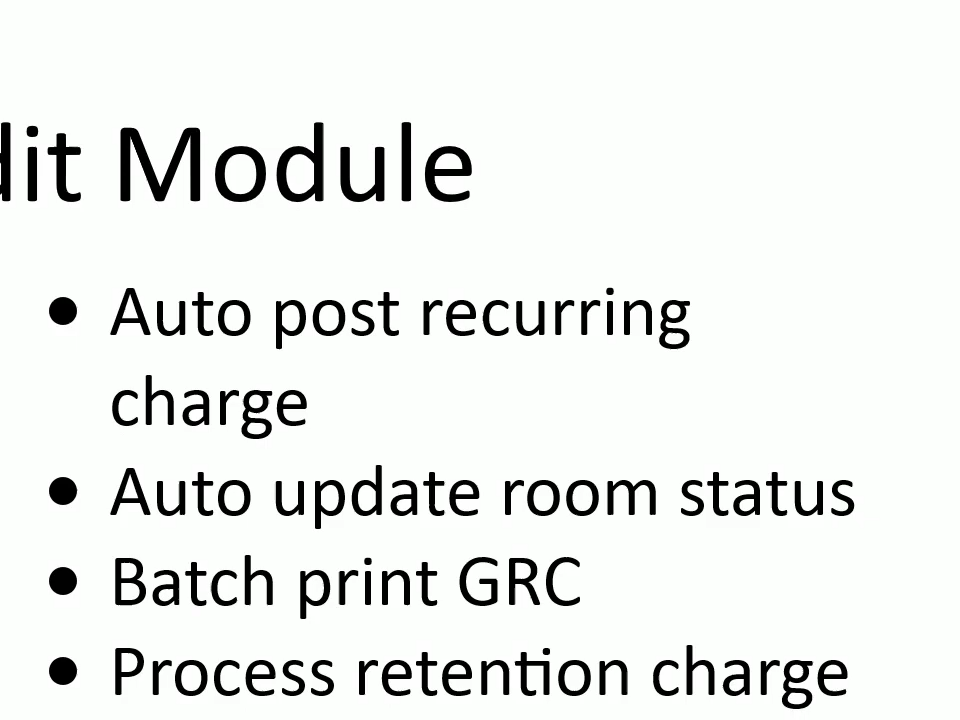 dit Module
• Auto post recurring
charge
• Auto update room status
• Batch print GRC
• Process retention charge